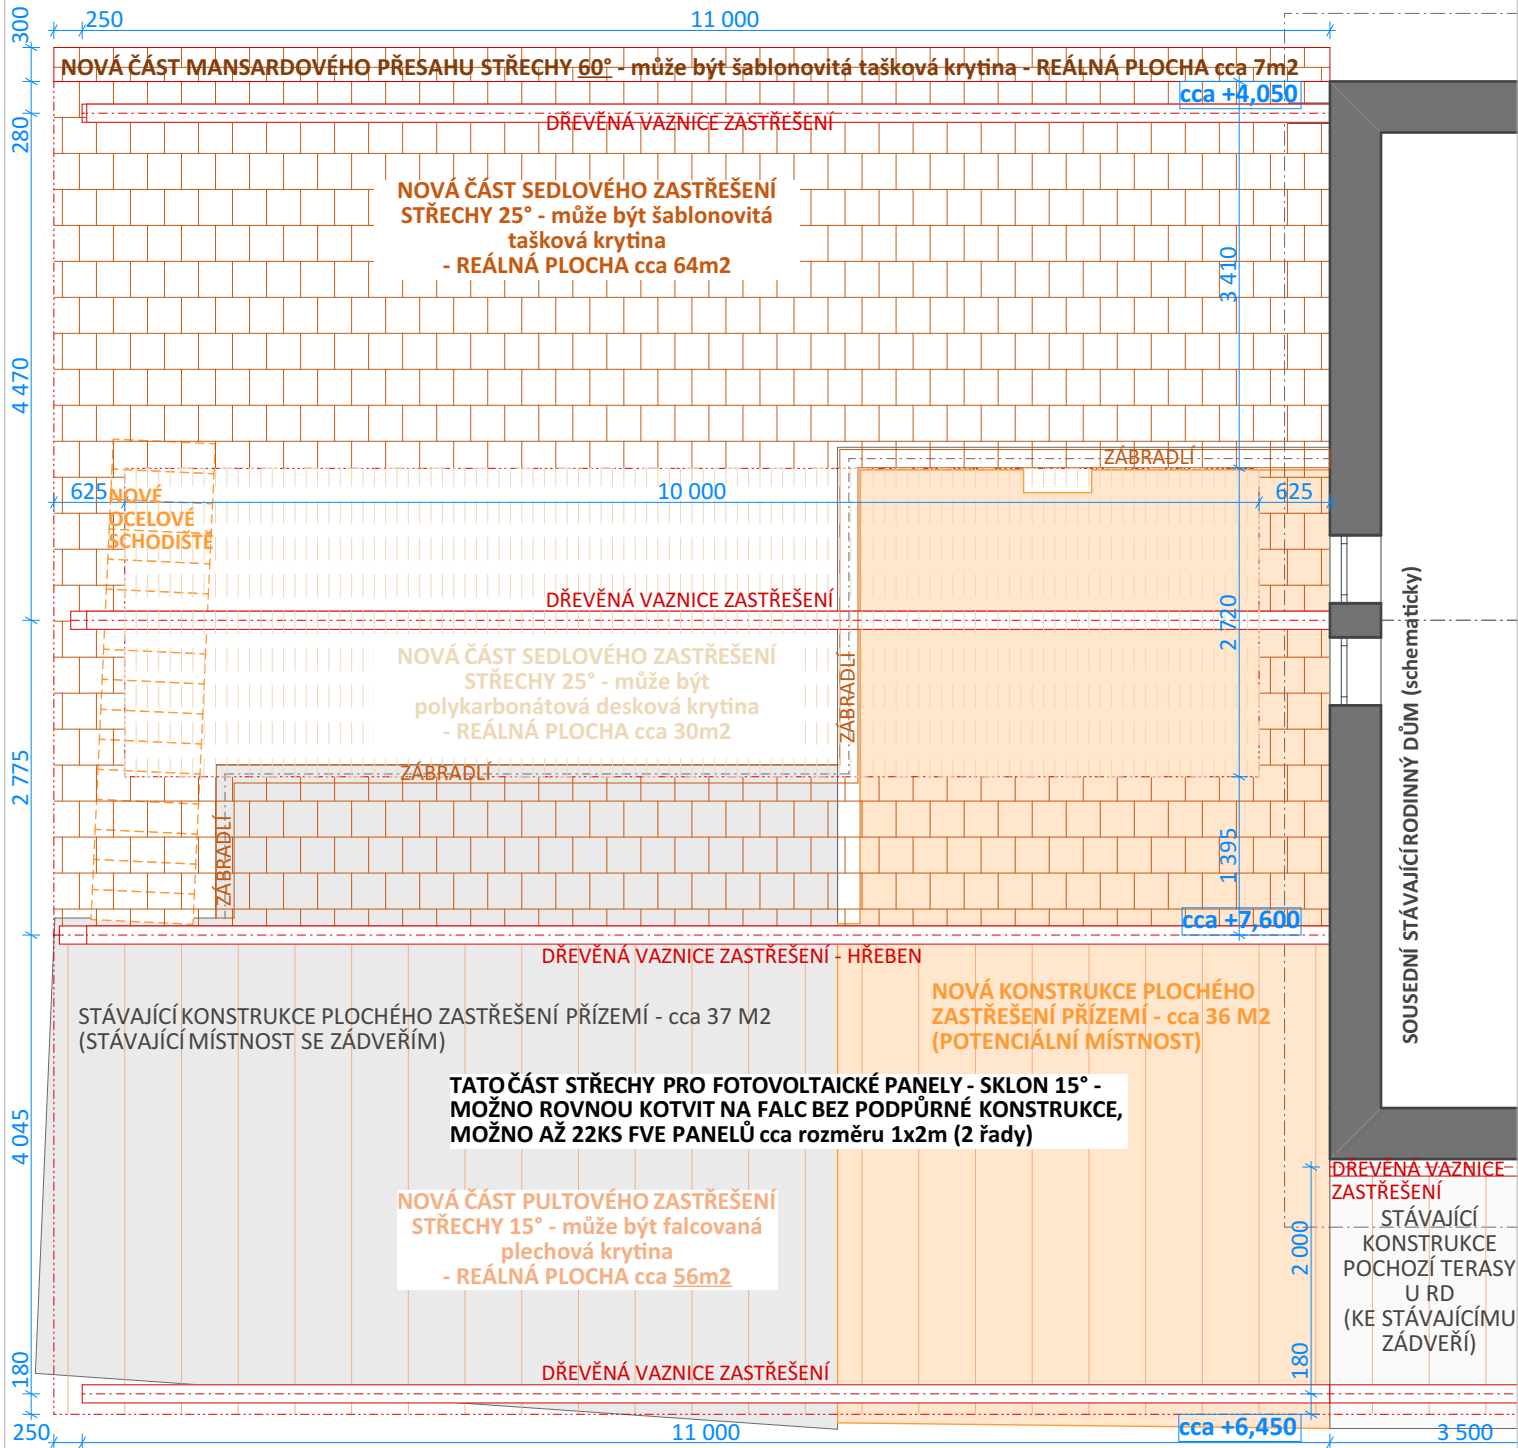 300
250
11 000
NOVÁ ČÁST MANSARDOVÉHO PŘESAHU STŘECHY 60° - může být šablonovitá tašková krytina - REÁLNÁ PLOCHA cca 7m2
cca +4,050
280
DŘEVĚNÁ VAZNICE ZASTŘEŠENÍ
NOVÁ ČÁST SEDLOVÉHO ZASTŘEŠENÍ
STŘECHY 25° - může být šablonovitá
tašková krytina
- REÁLNÁ PLOCHA cca 64m2
3 410
4 470
ZÁBRADLÍ
625
10 000
625
NOVÉ
OCELOVÉ
SCHODIŠTĚ
DŘEVĚNÁ VAZNICE ZASTŘEŠENÍ
2 720
NOVÁ ČÁST SEDLOVÉHO ZASTŘEŠENÍ
STŘECHY 25° - může být
polykarbonátová desková krytina
- REÁLNÁ PLOCHA cca 30m2
ZÁBRADLÍ
ZÁBRADLÍ
2 775
ZÁBRADLÍ
1 395
SOUSEDNÍ STÁVAJÍCÍ RODINNÝ DŮM (schematicky)
cca +7,600
DŘEVĚNÁ VAZNICE ZASTŘEŠENÍ - HŘEBEN
STÁVAJÍCÍ KONSTRUKCE PLOCHÉHO ZASTŘEŠENÍ PŘÍZEMÍ - cca 37 M2
(STÁVAJÍCÍ MÍSTNOST SE ZÁDVEŘÍM)
NOVÁ KONSTRUKCE PLOCHÉHO
ZASTŘEŠENÍ PŘÍZEMÍ - cca 36 M2
(POTENCIÁLNÍ MÍSTNOST)
TATO ČÁST STŘECHY PRO FOTOVOLTAICKÉ PANELY - SKLON 15° -
MOŽNO ROVNOU KOTVIT NA FALC BEZ PODPŮRNÉ KONSTRUKCE,
MOŽNO AŽ 22KS FVE PANELŮ cca rozměru 1x2m (2 řady)
4 045
NOVÁ ČÁST PULTOVÉHO ZASTŘEŠENÍ
STŘECHY 15° - může být falcovaná
plechová krytina
- REÁLNÁ PLOCHA cca 56m2
DŘEVĚNÁ VAZNICE
ZASTŘEŠENÍ
STÁVAJÍCÍ
KONSTRUKCE
POCHOZÍ TERASY
U RD
(KE STÁVAJÍCÍMU
ZÁDVEŘÍ)
2 000
180
180
DŘEVĚNÁ VAZNICE ZASTŘEŠENÍ
250
11 000
cca +6,450
3 500